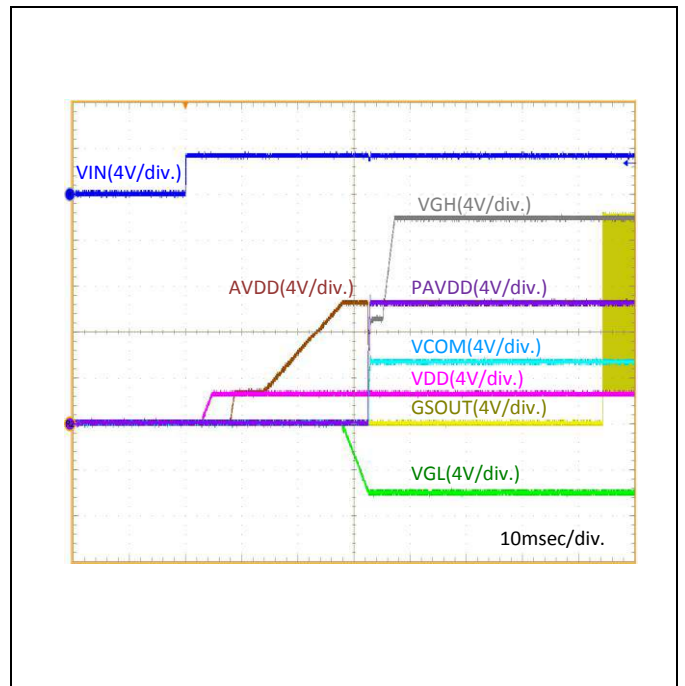 VIN(4V/div.)
VGH(4V/div.)
AVDD(4V/div.)
PAVDD(4V/div.)
VCOM(4V/div.)
VDD(4V/div.)
GSOUT(4V/div.)
VGL(4V/div.)
10msec/div.